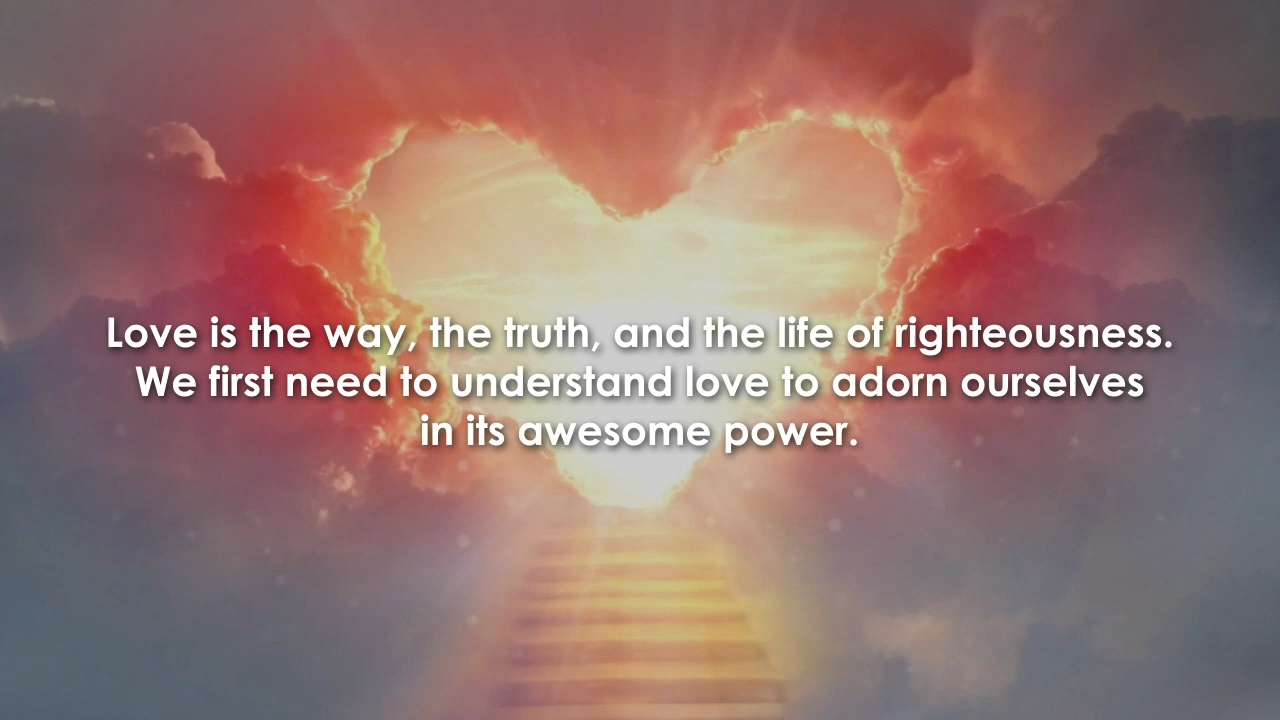 Love is the way, the truth, and the life of righteousness.
We first need to understand love to adorn ourselves
in its awesome power.